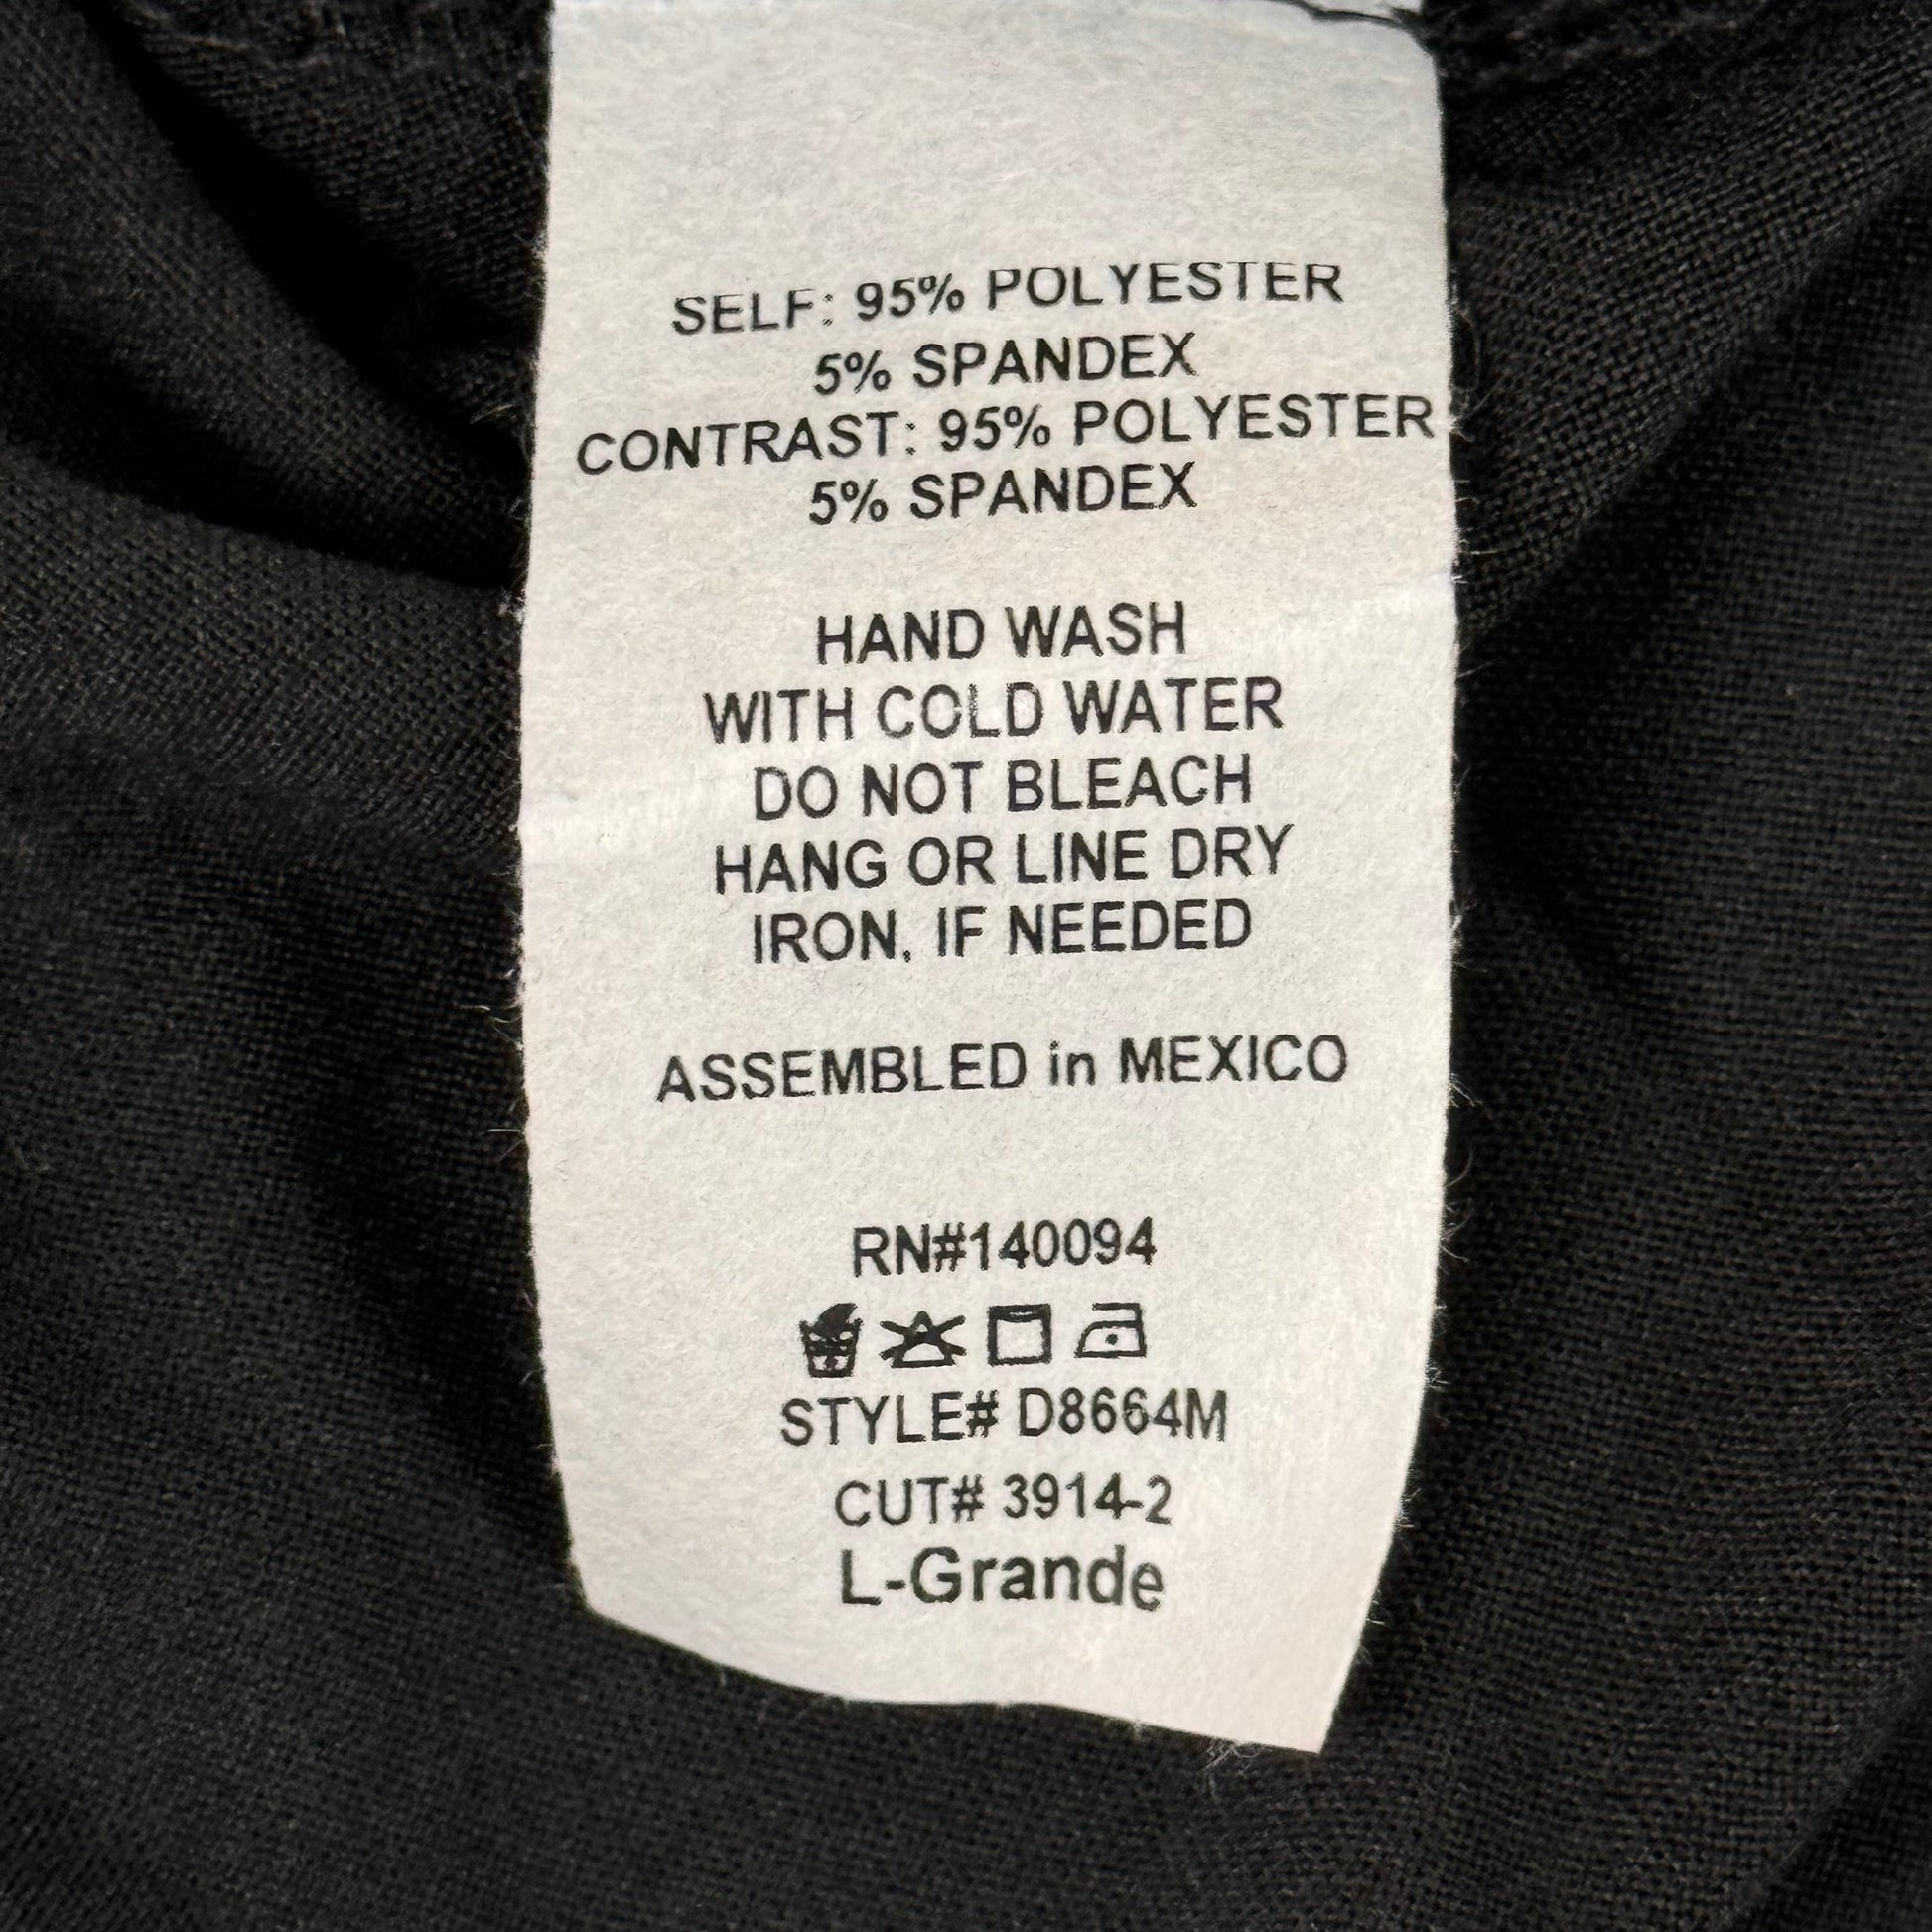 SELF: 95% POLYESTER
5% SPANDEX
CONTRAST: 95% POLYESTER
5% SPANDEX
HAND WASH
WITH COLD WATER
DO NOT BLEACH
HANG OR LINE DRY
IRON, IF NEEDED
ASSEMBLED in MEXICO
RN#140094
STYLE# D8664M
CUT# 3914-2
L-Grande